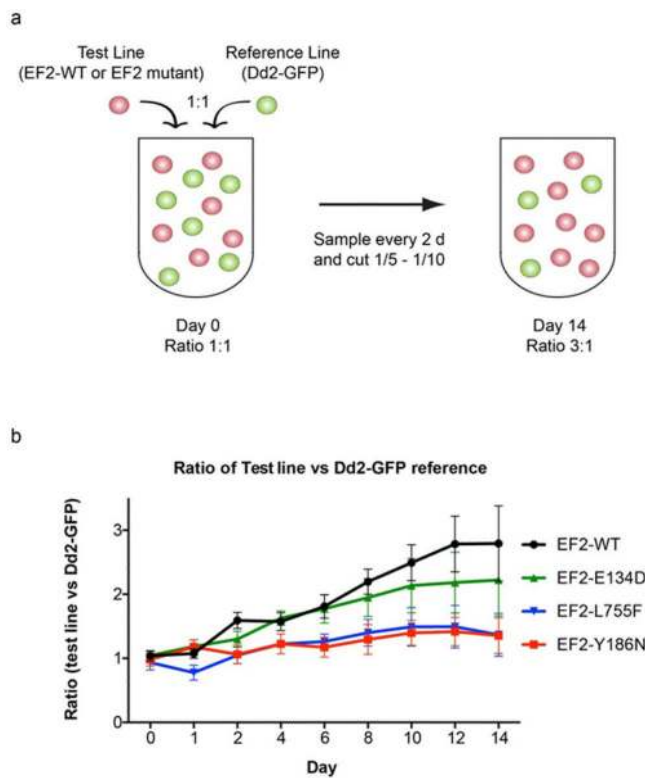 a
Test Line
(EF2-WT or EF2 mutant)
Reference Line
(Dd2-GFP)
1:1
Sample every 2 d
and cut 1/5 - 1/10
Day 0
Ratio 1:1
Day 14
Ratio 3:1
b
Ratio of Test line vs Dd2-GFP reference
Ratio (test line vs Dd2-GFP)
3
2
1
0
0 1 2 4 6 8 10 12 14
Day
EF2-WT
EF2-E134D
EF2-L755F
EF2-Y186N